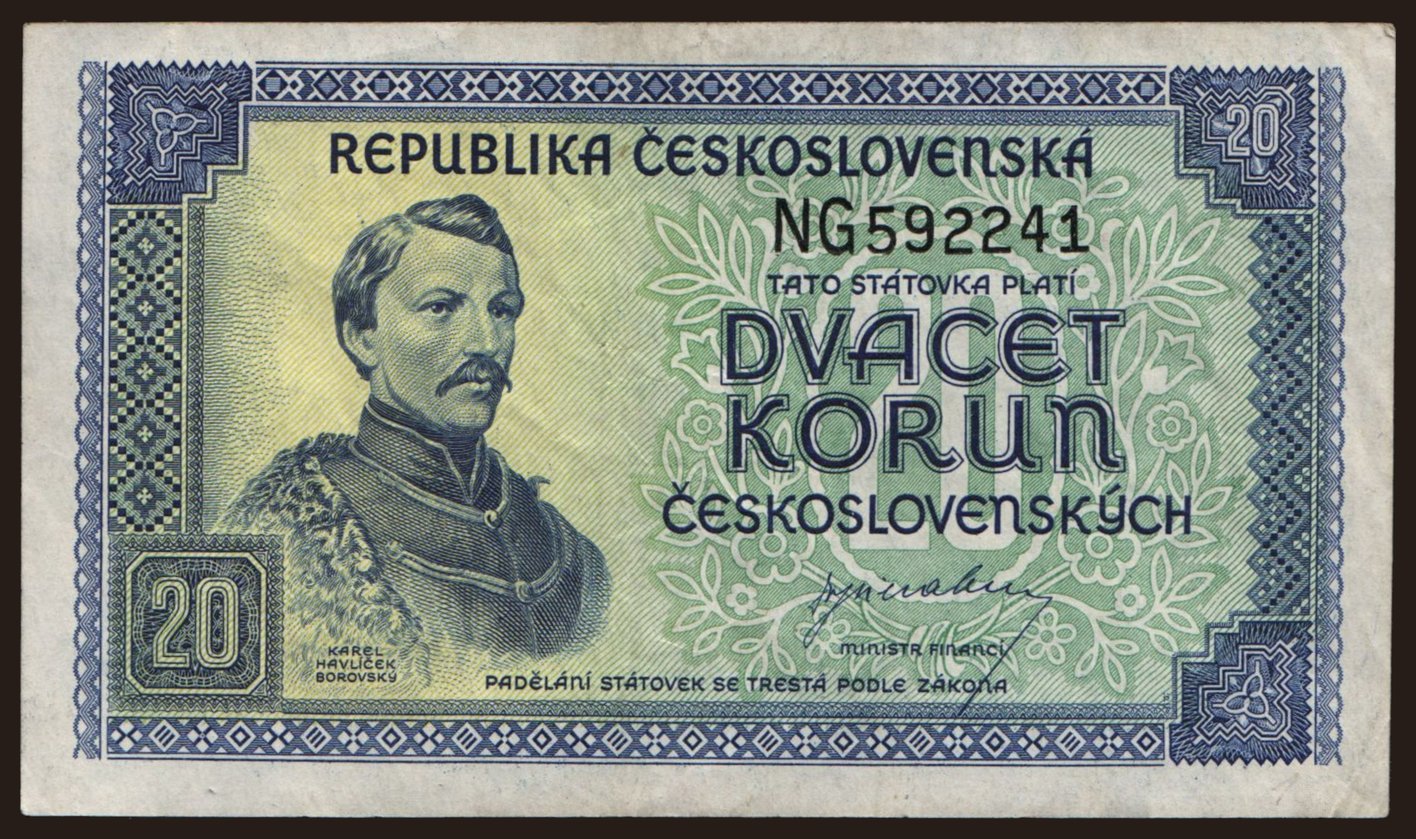 20
REPUBLIKA ČESKOSLOVENSKÁ
NG592241
TATO STÁTOVKA PLATÍ
20
DVACET
KORUN
ČESKOSLOVENSKÝCH
20
KAREL
HAVLÍČEK
BOROVSKÝ
MINISTR FINANCÍ
PADĚLÁNÍ STÁTOVEK SE TRESTÁ PODLE ZÁKONA